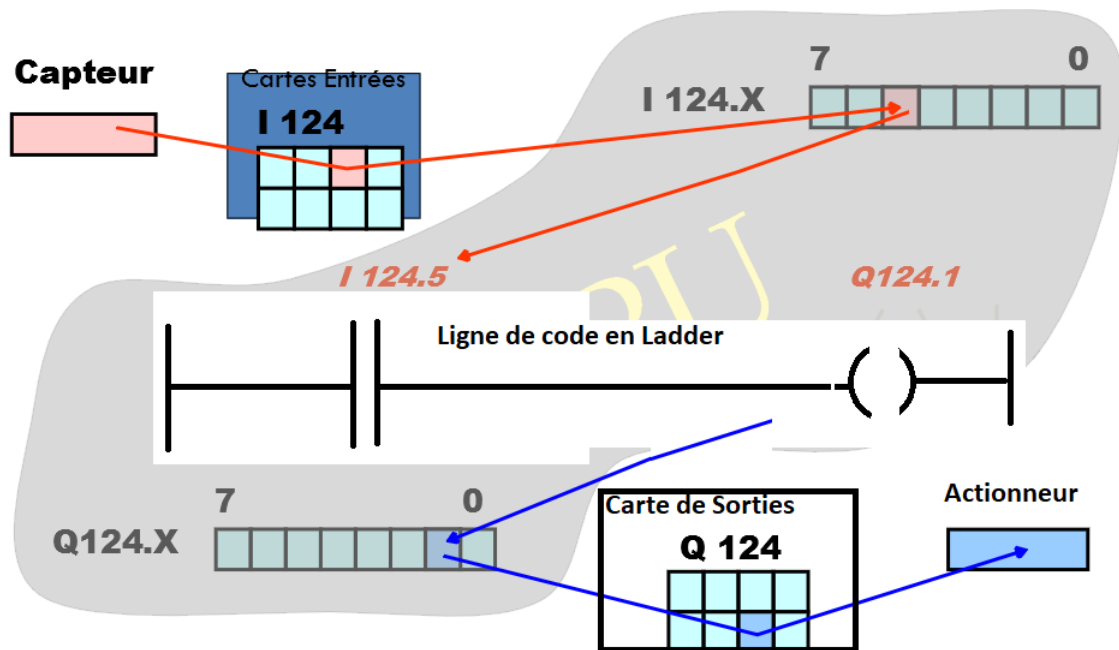 Capteur
Cartes Entrées
I 124
7 0
I 124.X
I 124.5
Q124.1
CPU
Ligne de code en Ladder
7 0
Q124.X
Carte de Sorties
Q 124
Actionneur